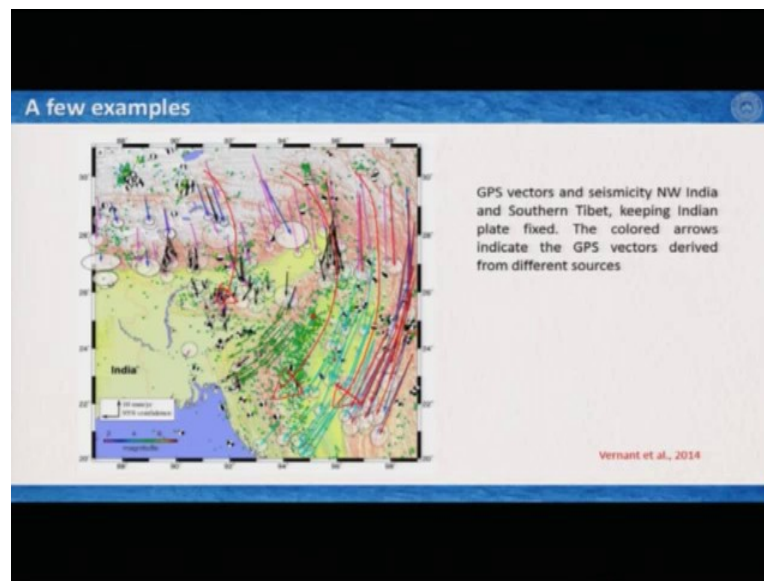 A few examples
GPS vectors and seismicity NW India
and Southern Tibet, keeping Indian
plate fixed. The colored arrows
indicate the GPS vectors derived
from different sources
India
magnitude
Vernant et al., 2014